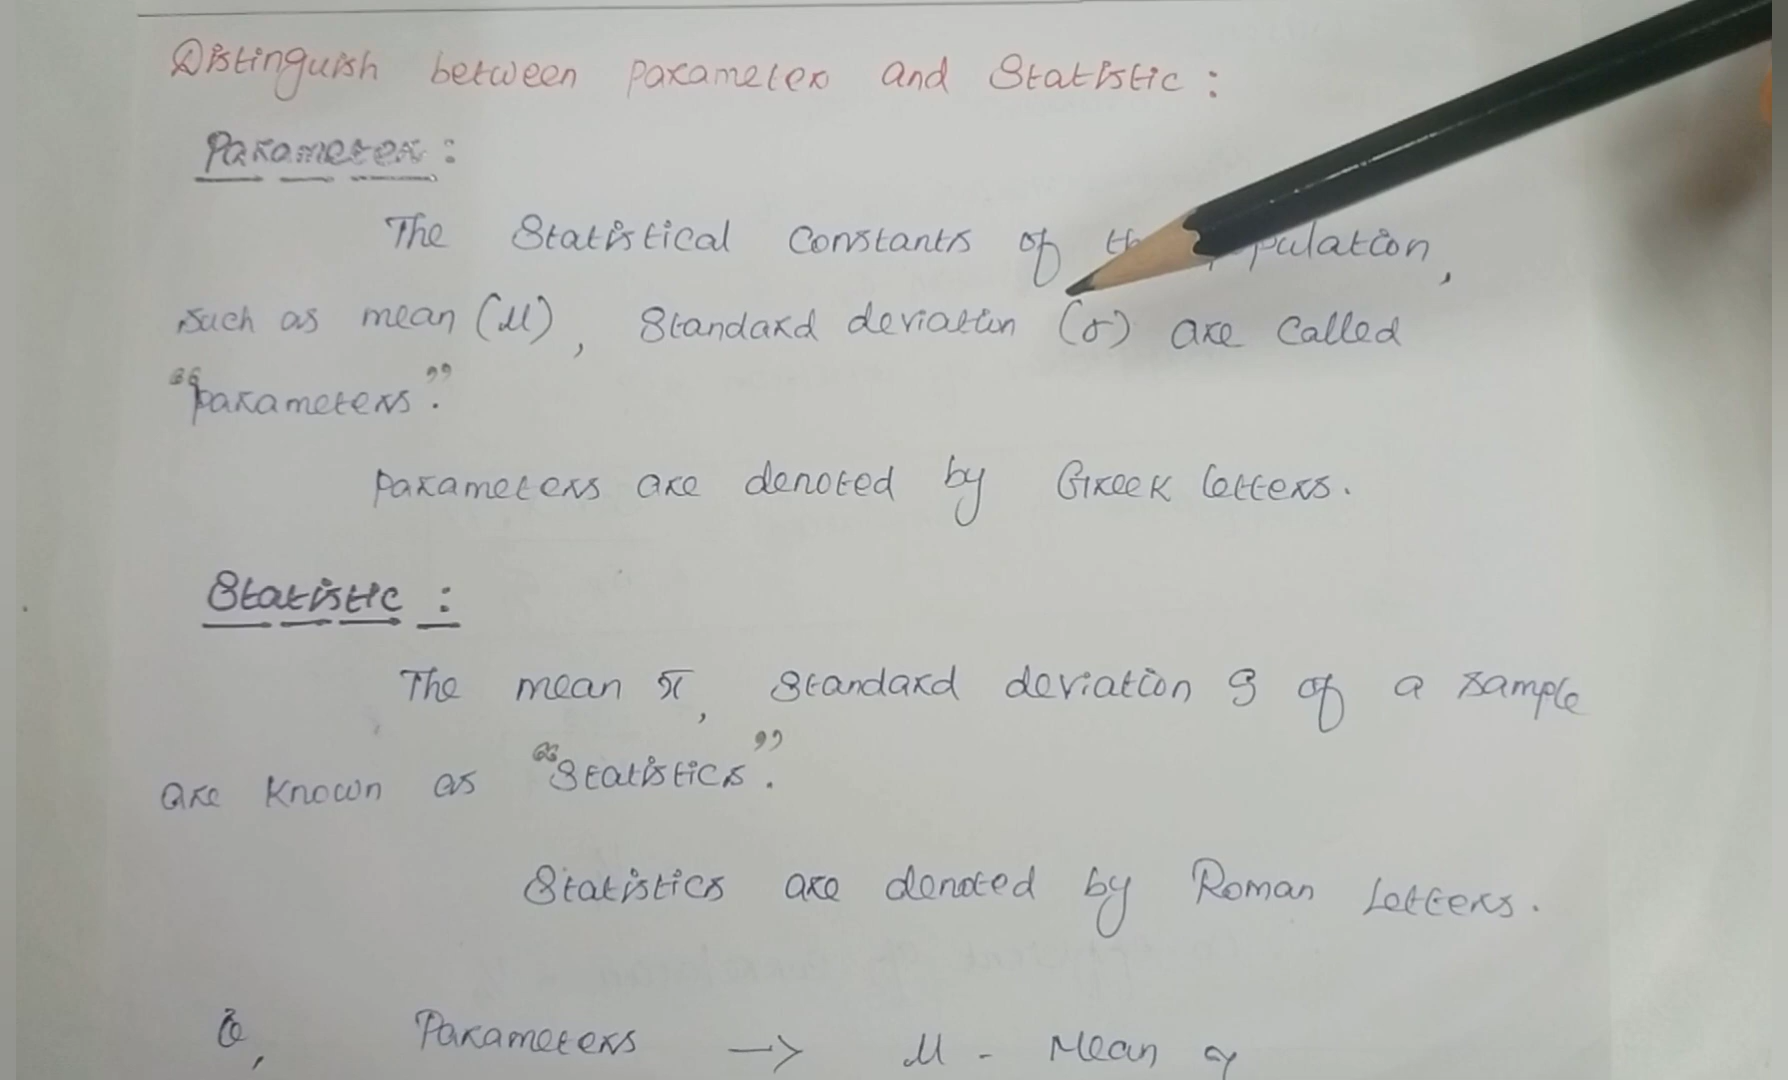 Distinguish between parameter and Statistic :
Parameter :
The Statistical Constants of population,
such as mean (μ), Standard deviation (σ) are called
“parameters”.
parameters are denoted by Greek letters.
Statistic :
The mean x̄, Standard deviation S of a sample
are known as “Statistics”.
Statistics are denoted by Roman Letters.
Parameters -> μ - Mean